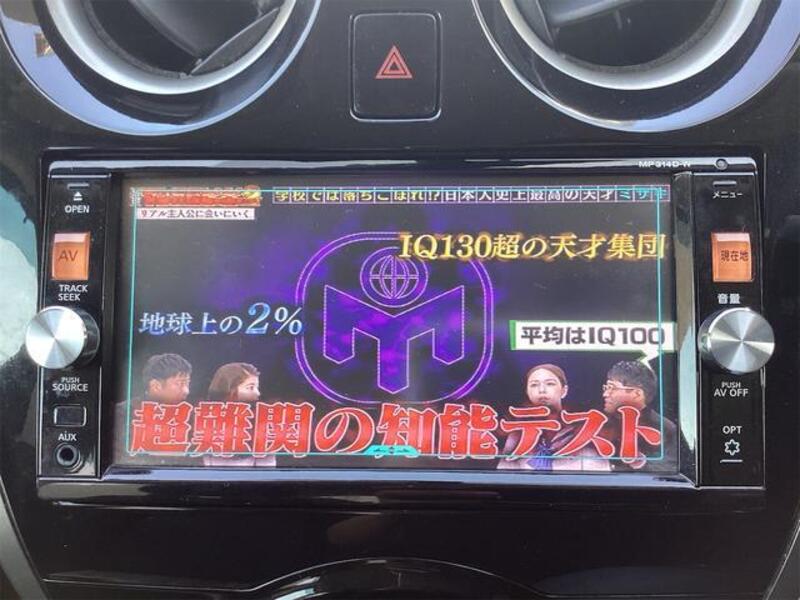 MP314D-W
OPEN
メニュー
学校では落ちこぼれ!?日本人史上最高の天才ミサキ
リアル主人公に会いにいく
AV
現在地
IQ130超の天才集団
TRACK
SEEK
音量
地球上の2%
平均はIQ100
PUSH
SOURCE
PUSH
AV OFF
超難関の知能テスト
AUX
OPT